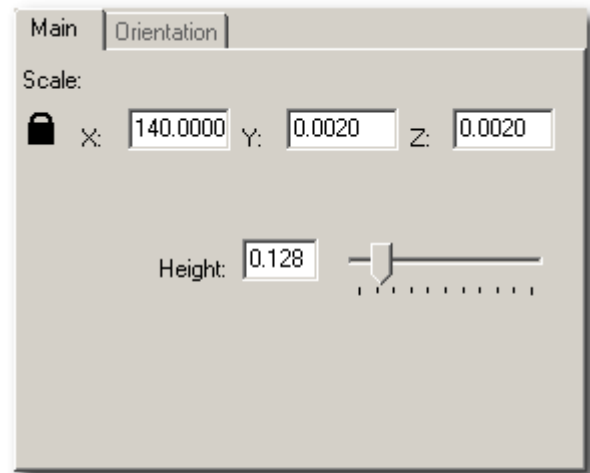 Main Orientation
Scale:
X: 140.0000 Y: 0.0020 Z: 0.0020
Height: 0.128